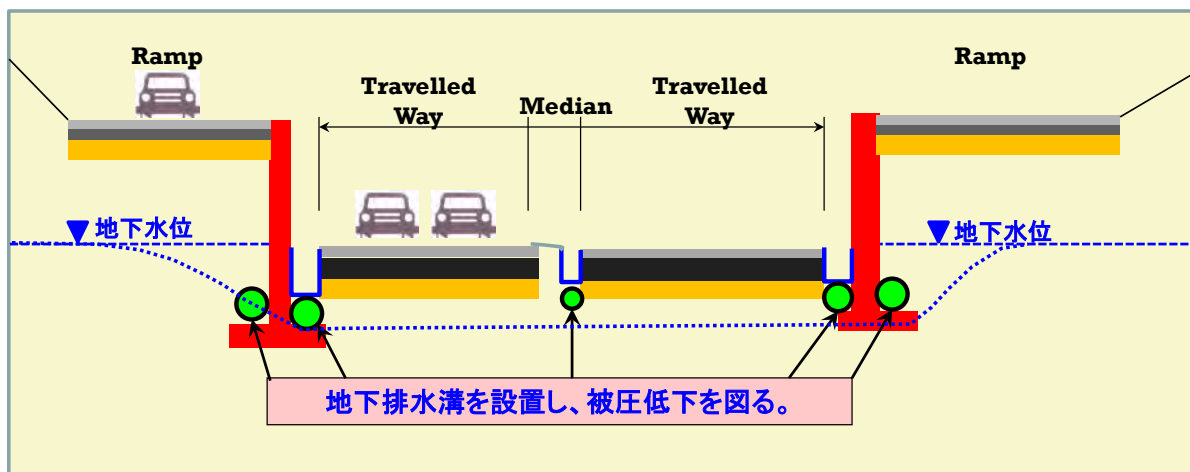 Ramp
Ramp
Travelled
Way
Median
Travelled
Way
地下水位
地下水位
地下排水溝を設置し、被圧低下を図る。